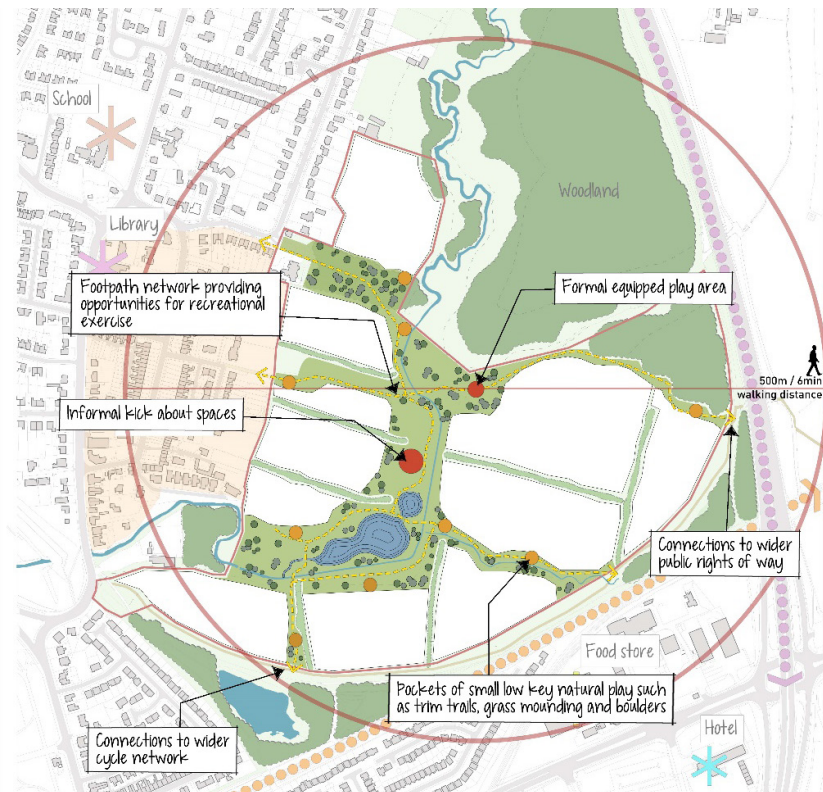 School
Library
Woodland
Footpath network providing
opportunities for recreational
exercise
Formal equipped play area
500m / 6min
walking distance
Informal kick about spaces
Connections to wider
public rights of way
Food store
Pockets of small low key natural play such
as trim trails, grass mounding and boulders
Hotel
Connections to wider
cycle network